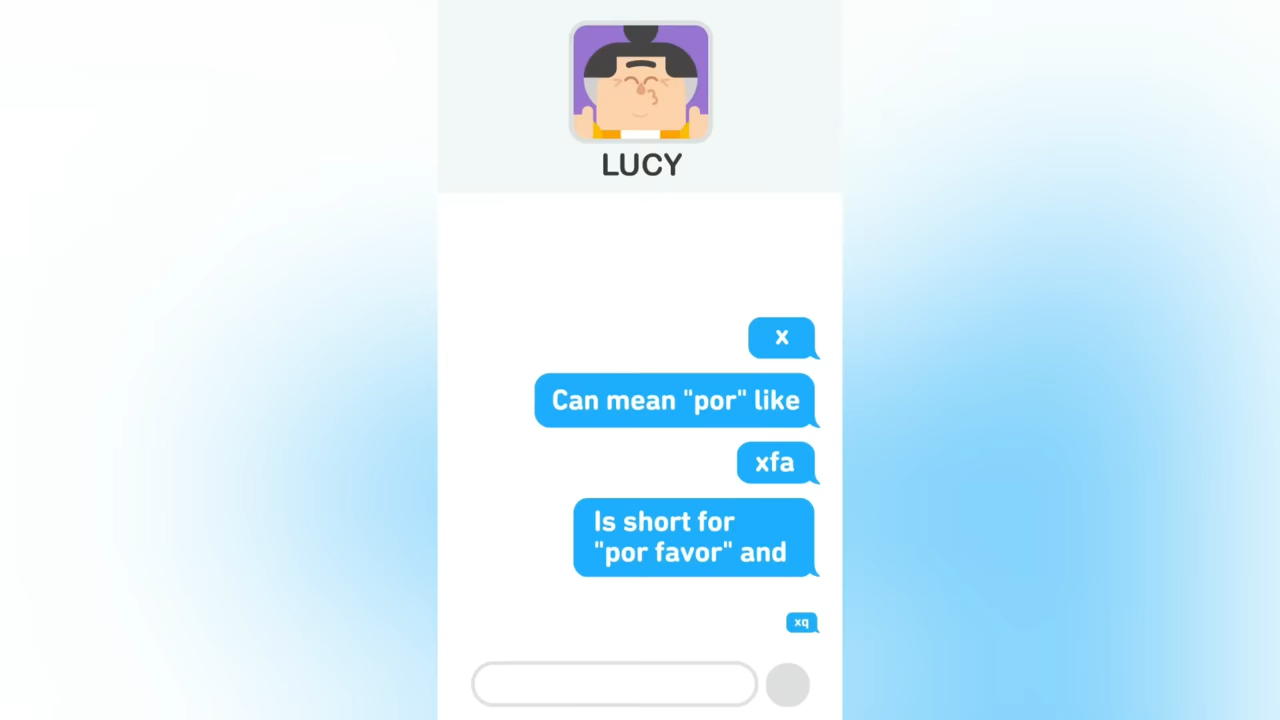 LUCY
x
Can mean "por" like
xfa
Is short for
"por favor" and
xq